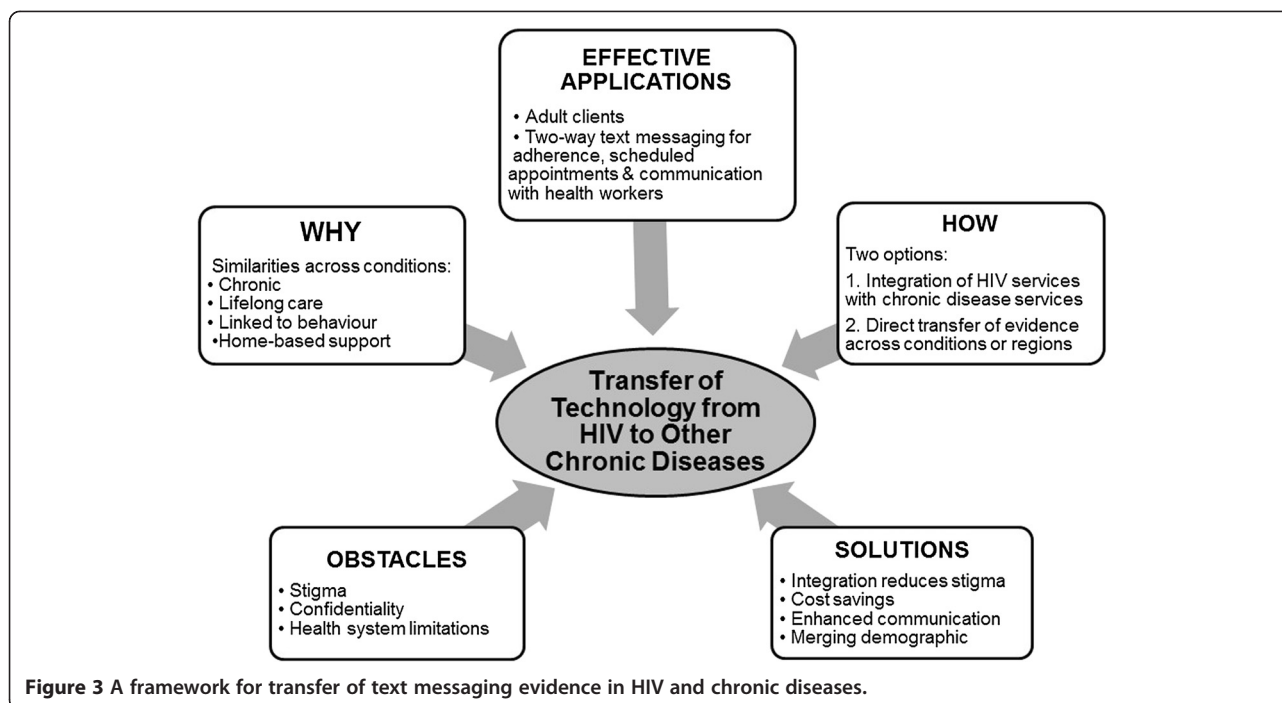 EFFECTIVE
APPLICATIONS
• Adult clients
• Two-way text messaging for
adherence, scheduled
appointments & communication
with health workers
WHY
Similarities across conditions:
• Chronic
• Lifelong care
• Linked to behaviour
•Home-based support
HOW
Two options:
1. Integration of HIV services
with chronic disease services
2. Direct transfer of evidence
across conditions or regions
Transfer of
Technology from
HIV to Other
Chronic Diseases
OBSTACLES
• Stigma
• Confidentiality
• Health system limitations
SOLUTIONS
• Integration reduces stigma
• Cost savings
• Enhanced communication
• Merging demographic
Figure 3 A framework for transfer of text messaging evidence in HIV and chronic diseases.